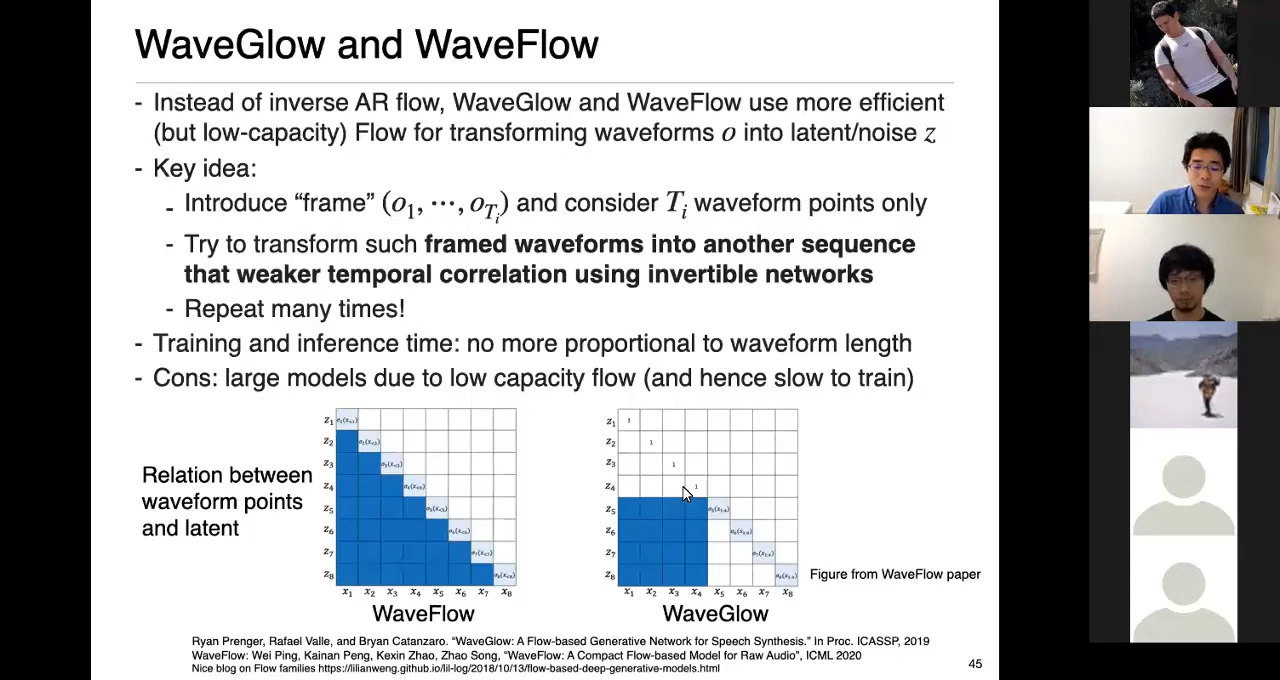 WaveGlow and WaveFlow
- Instead of inverse AR flow, WaveGlow and WaveFlow use more efficient
(but low-capacity) Flow for transforming waveforms o into latent/noise z
- Key idea:
- Introduce “frame” (o₁, ⋯, o_Tᵢ) and consider Tᵢ waveform points only
- Try to transform such framed waveforms into another sequence
that weaker temporal correlation using invertible networks
- Repeat many times!
- Training and inference time: no more proportional to waveform length
- Cons: large models due to low capacity flow (and hence slow to train)
Relation between
waveform points
and latent
z₁
z₂
z₃
z₄
z₅
z₆
z₇
z₈
x₁ x₂ x₃ x₄ x₅ x₆ x₇ x₈
WaveFlow
z₁ 1
z₂ 1
z₃ 1
z₄ 1
z₅
z₆
z₇
z₈
x₁ x₂ x₃ x₄ x₅ x₆ x₇ x₈
WaveGlow
Figure from WaveFlow paper
Ryan Prenger, Rafael Valle, and Bryan Catanzaro. “WaveGlow: A Flow-based Generative Network for Speech Synthesis.” In Proc. ICASSP, 2019
WaveFlow: Wei Ping, Kainan Peng, Kexin Zhao, Zhao Song, “WaveFlow: A Compact Flow-based Model for Raw Audio”, ICML 2020
Nice blog on Flow families https://lilianweng.github.io/lil-log/2018/10/13/flow-based-deep-generative-models.html
45